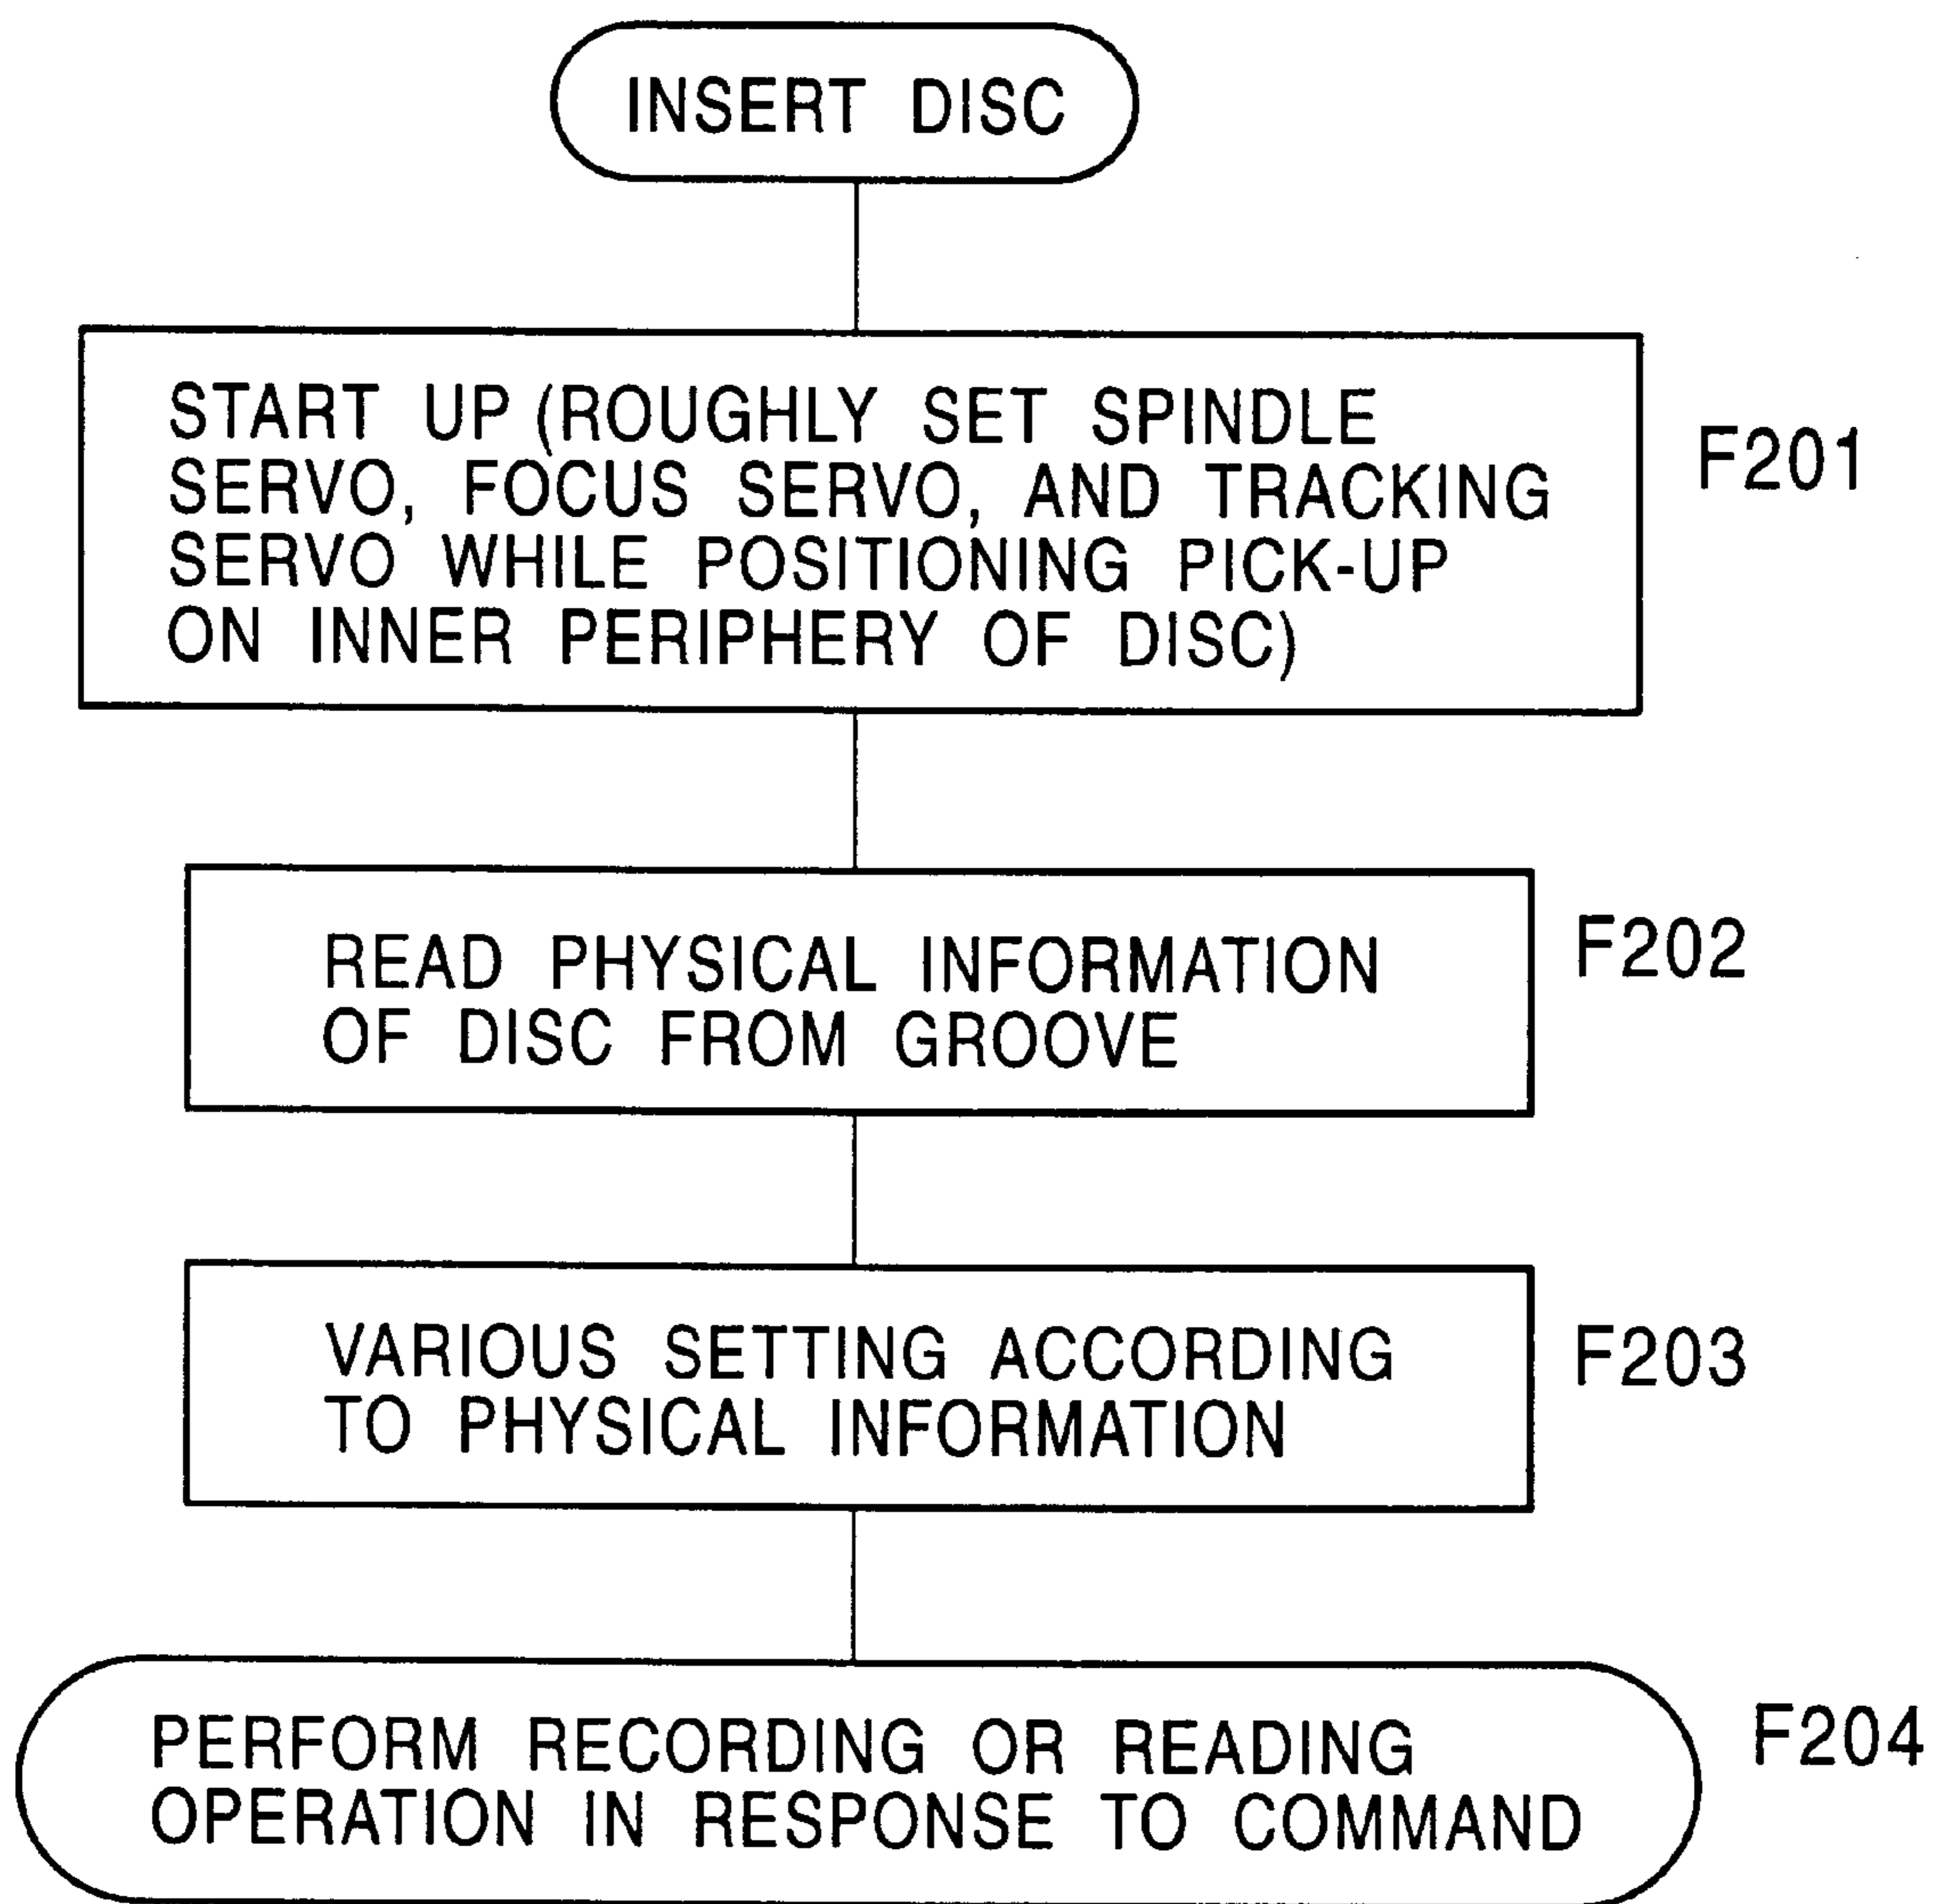 INSERT DISC
START UP (ROUGHLY SET SPINDLE
SERVO, FOCUS SERVO, AND TRACKING
SERVO WHILE POSITIONING PICK-UP
ON INNER PERIPHERY OF DISC)
F201
READ PHYSICAL INFORMATION
OF DISC FROM GROOVE
F202
VARIOUS SETTING ACCORDING
TO PHYSICAL INFORMATION
F203
PERFORM RECORDING OR READING
OPERATION IN RESPONSE TO COMMAND
F204